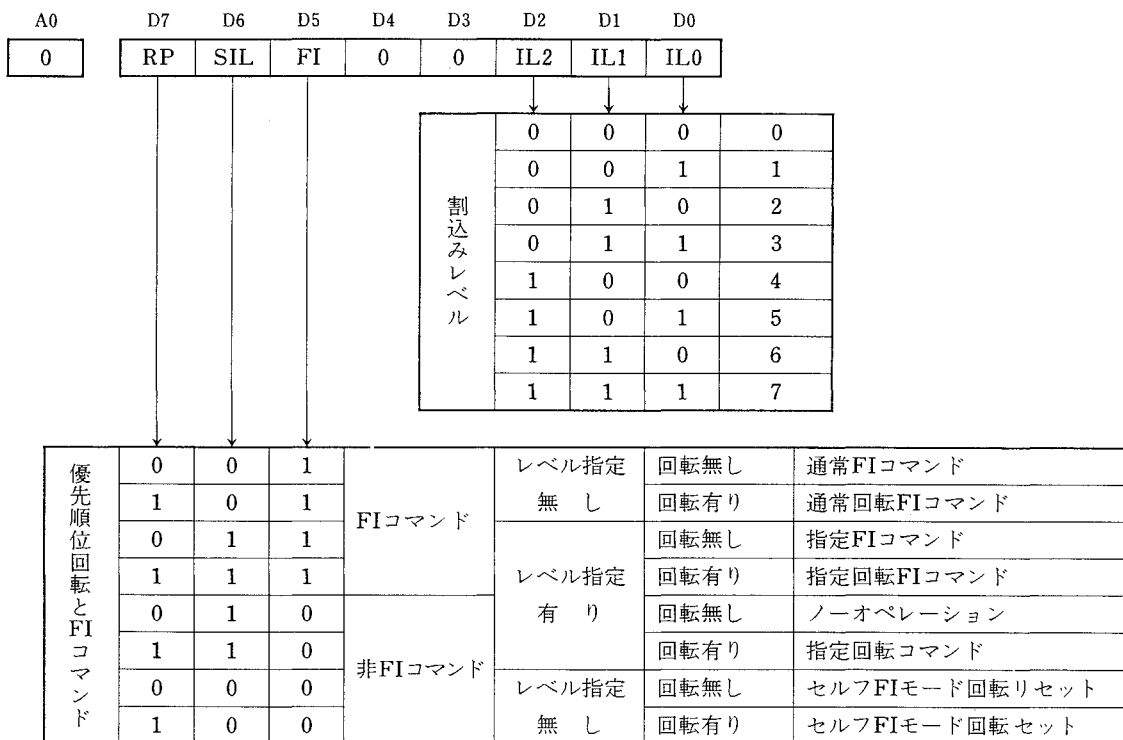 A0 D7 D6 D5 D4 D3 D2 D1 D0
0 RP SIL FI 0 0 IL2 IL1 IL0
割込みレベル
0 0 0 0
0 0 1 1
0 1 0 2
0 1 1 3
1 0 0 4
1 0 1 5
1 1 0 6
1 1 1 7
優先順位回転とFIコマンド
0 0 1 FIコマンド レベル指定無し 回転無し 通常FIコマンド
1 0 1 回転有り 通常回転FIコマンド
0 1 1 レベル指定有り 回転無し 指定FIコマンド
1 1 1 回転有り 指定回転FIコマンド
0 1 0 非FIコマンド 回転無し ノーオペレーション
1 1 0 回転有り 指定回転コマンド
0 0 0 レベル指定無し 回転無し セルフFIモード回転リセット
1 0 0 回転有り セルフFIモード回転セット